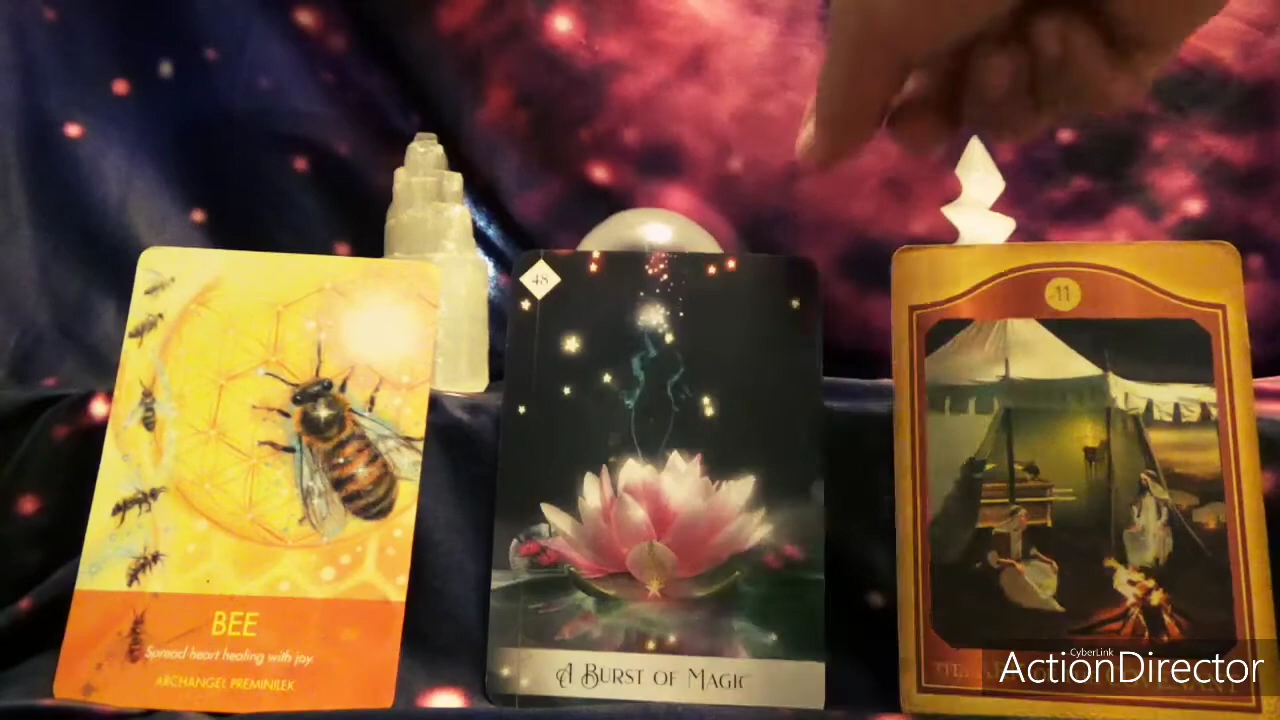 BEE
Spread heart healing with joy
ARCHANGEL PREMINILEK
48
A BURST OF MAGIC
11
CyberLink
ActionDirector